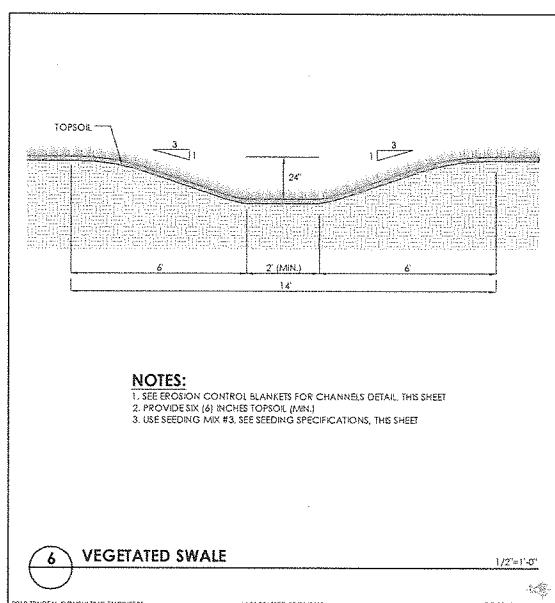 TOPSOIL
3
1
3
1
24"
6'
2' (MIN.)
6'
14'
NOTES:
1. SEE EROSION CONTROL BLANKETS FOR CHANNELS DETAIL, THIS SHEET
2. PROVIDE SIX (6) INCHES TOPSOIL (MIN.)
3. USE SEEDING MIX #3, SEE SEEDING SPECIFICATIONS, THIS SHEET
6
VEGETATED SWALE
1/2"=1'-0"